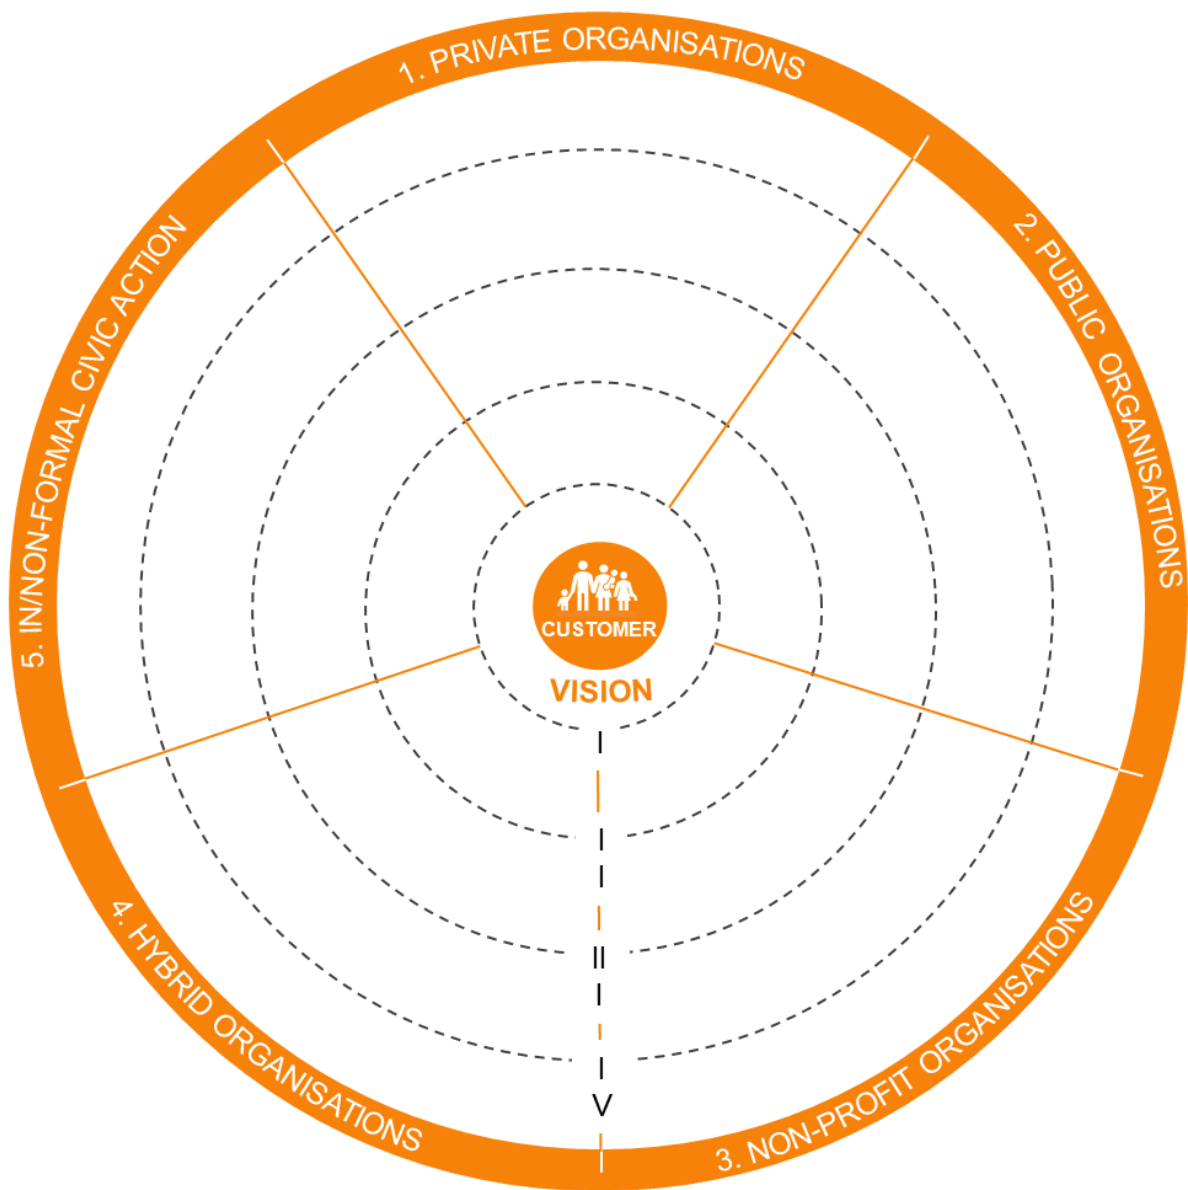 1. PRIVATE ORGANISATIONS
2. PUBLIC ORGANISATIONS
3. NON-PROFIT ORGANISATIONS
4. HYBRID ORGANISATIONS
5. IN/NON-FORMAL CIVIC ACTION
CUSTOMER
VISION
I
I
I
II
I
I
V